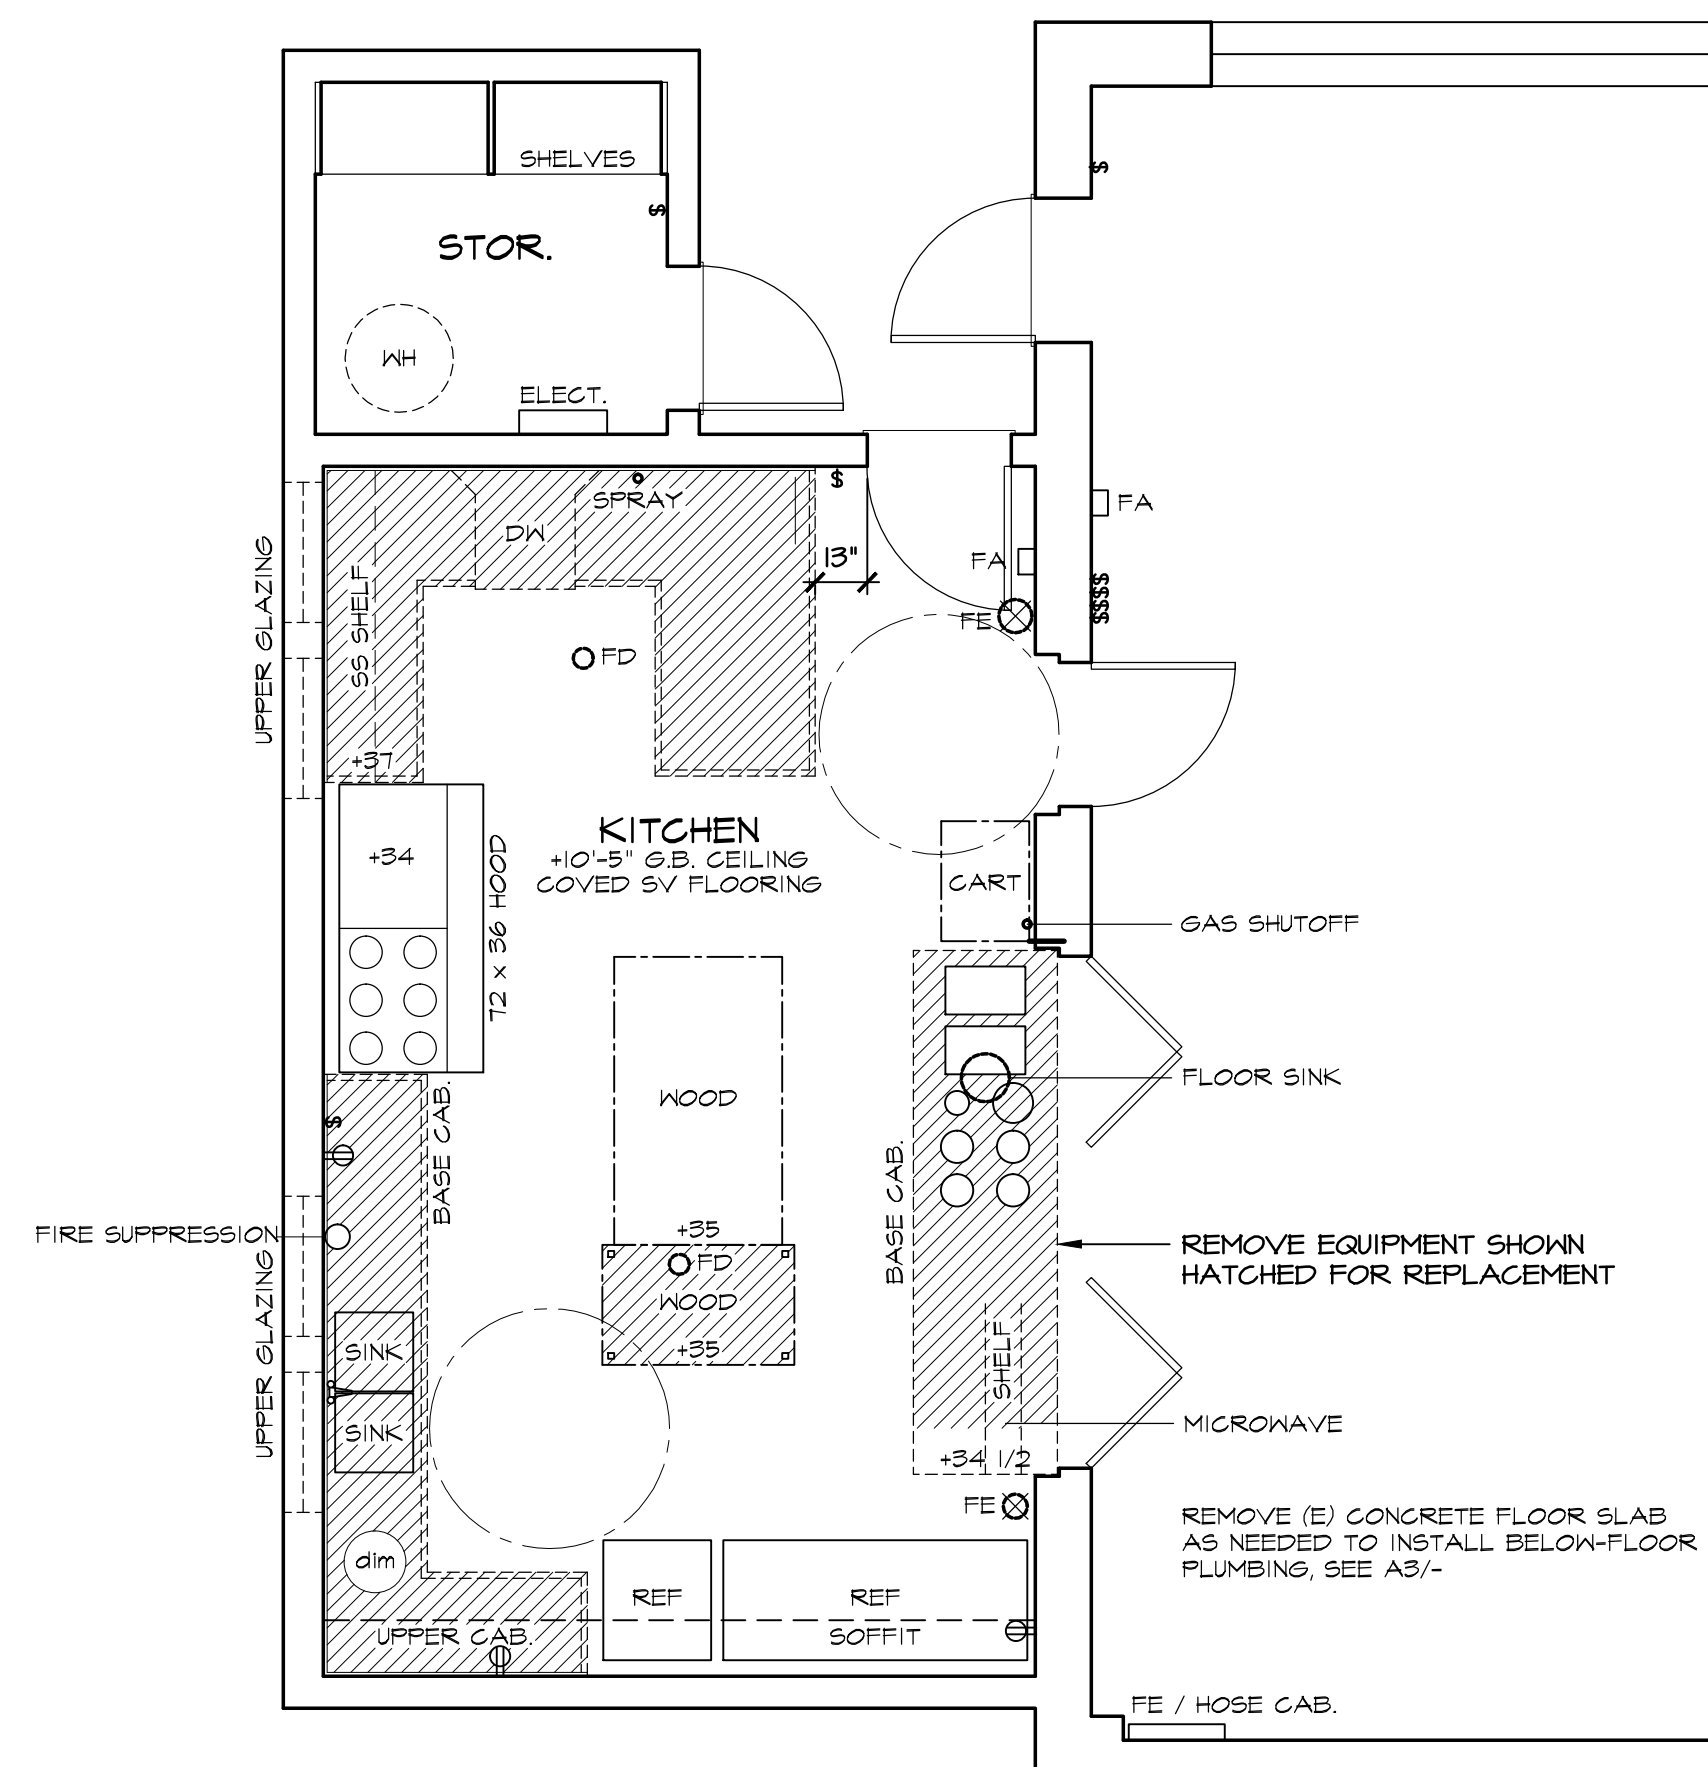 SHELVES
$
$
STOR.
WH
ELECT.
$
SPRAY
DW
FA
13"
FA
UPPER GLAZING
SS SHELF
$$$$
FE
FD
+37
KITCHEN
+10'-5" G.B. CEILING
COVED SV FLOORING
+34
72 x 36 HOOD
CART
GAS SHUTOFF
FLOOR SINK
WOOD
$
BASE CAB.
BASE CAB.
FIRE SUPPRESSION
+35
FD
WOOD
+35
REMOVE EQUIPMENT SHOWN
HATCHED FOR REPLACEMENT
UPPER GLAZING
SINK
SINK
SHELF
MICROWAVE
+34 1/2
FE
REMOVE (E) CONCRETE FLOOR SLAB
AS NEEDED TO INSTALL BELOW-FLOOR
PLUMBING, SEE A3/-
dim
REF
REF
UPPER CAB.
SOFFIT
FE / HOSE CAB.